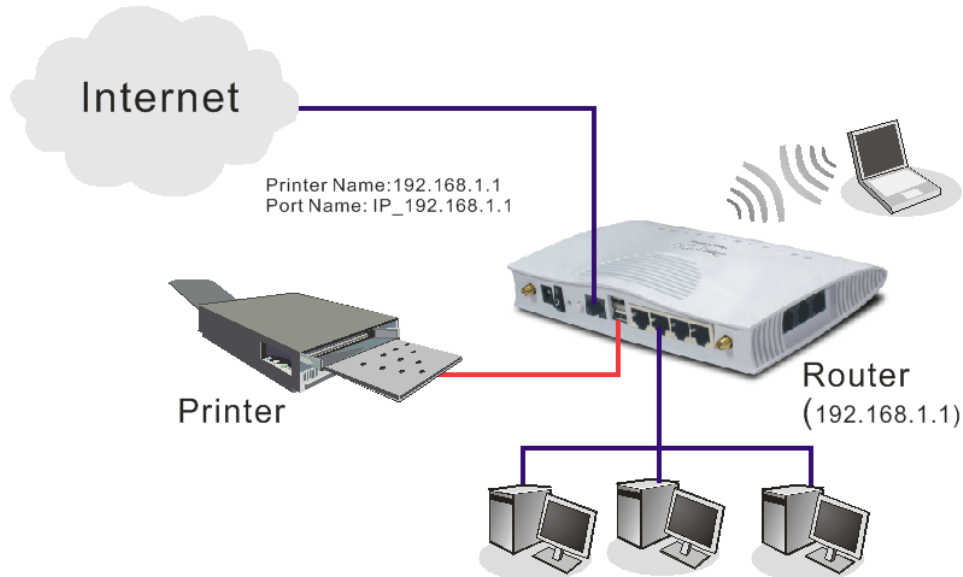 Internet
Printer Name:192.168.1.1
Port Name: IP_192.168.1.1
Printer
Router
(192.168.1.1)